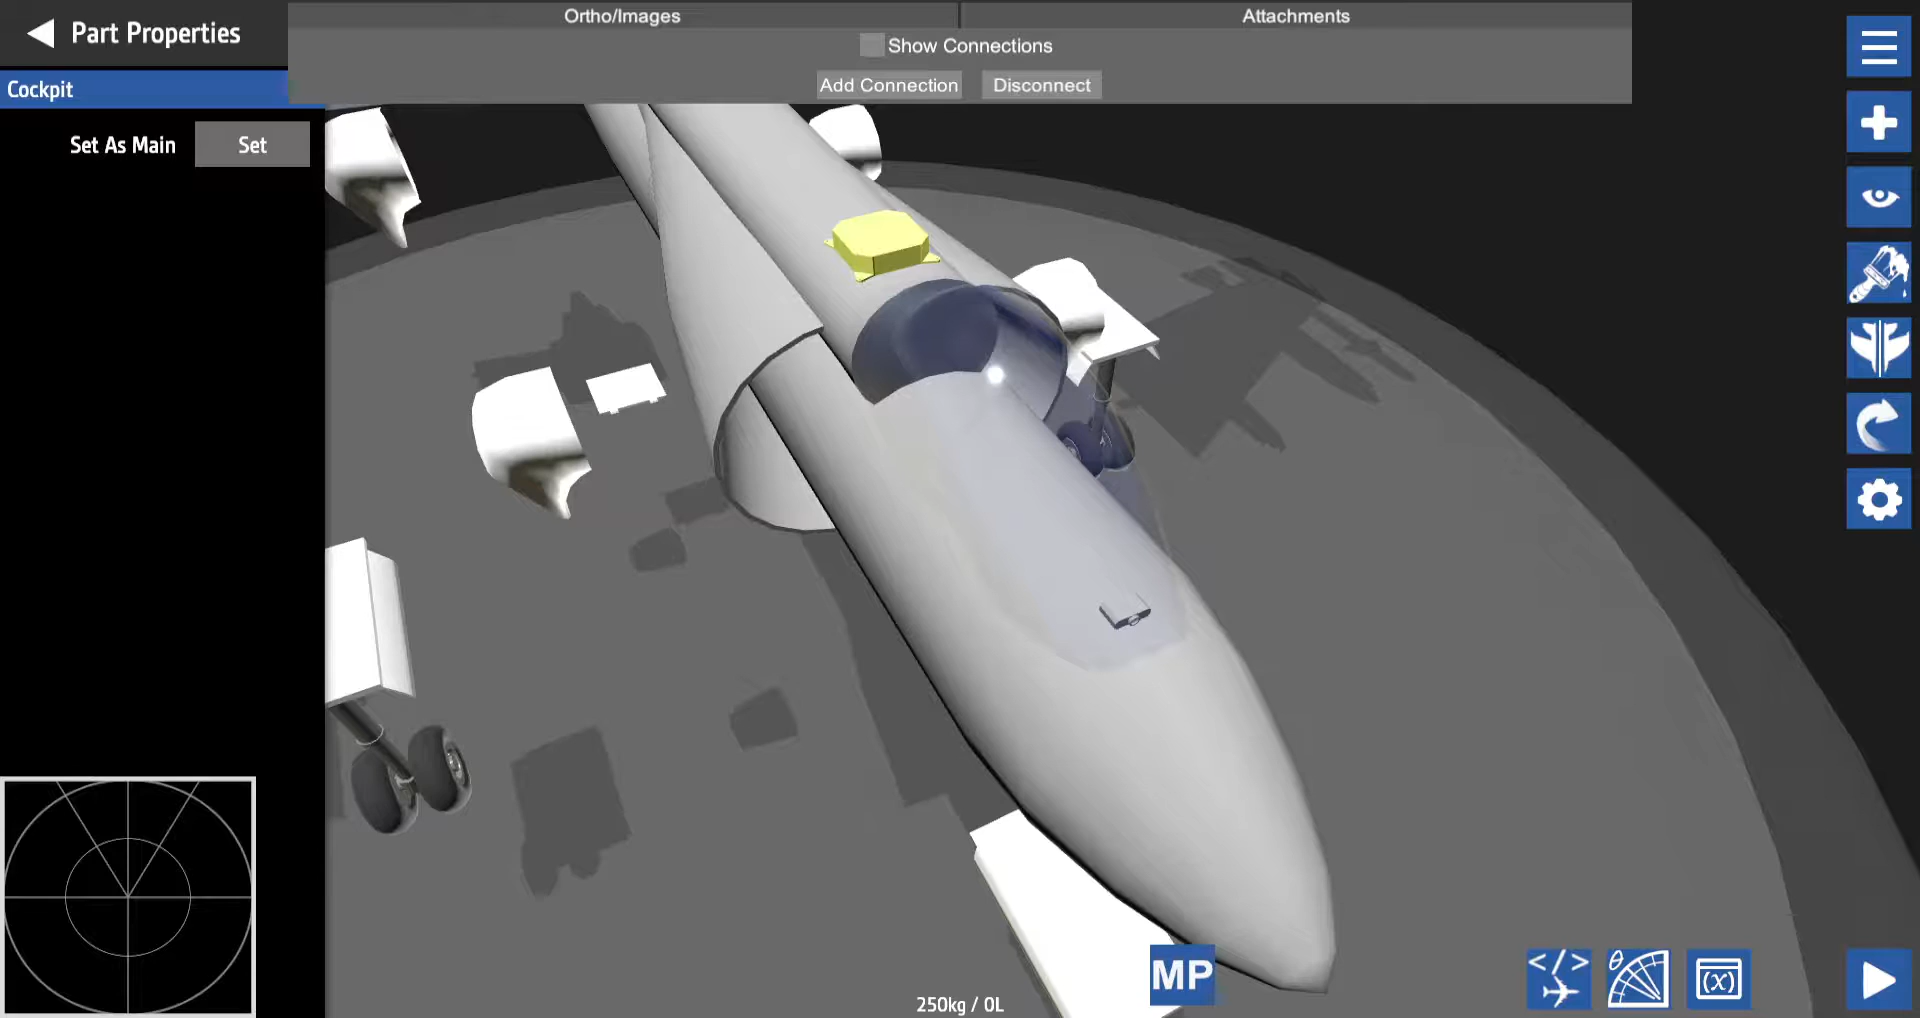 Part Properties
Ortho/Images
Attachments
Show Connections
Add Connection
Disconnect
Cockpit
Set As Main
Set
MP
</>
θ
(x)
250kg / 0L